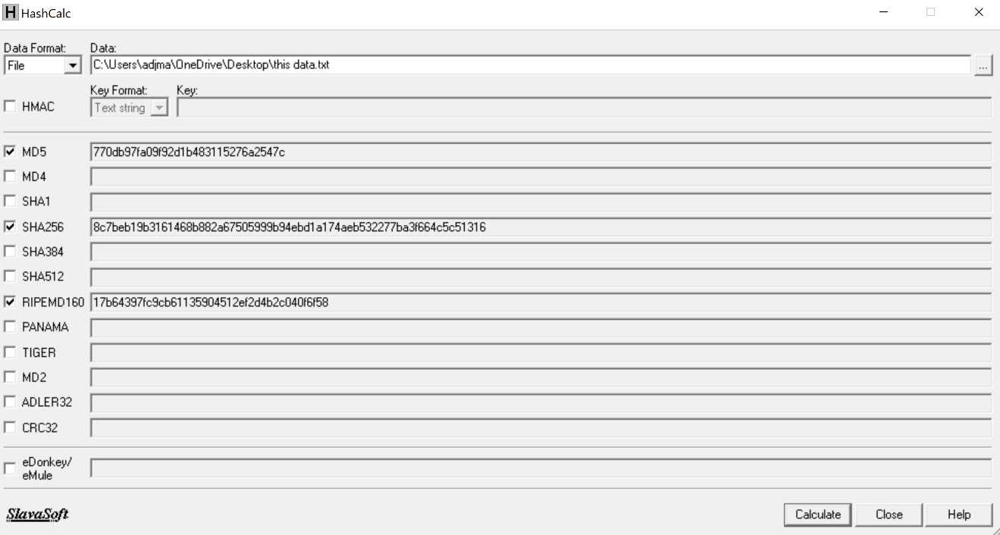 HashCalc
Data Format: Data:
File C:\Users\adjma\OneDrive\Desktop\this data.txt ...
Key Format: Key:
HMAC Text string
MD5 770db97fa09f92d1b483115276a2547c
MD4
SHA1
SHA256 8c7beb19b3161468b882a67505999b94ebd1a174aeb532277ba3f664c5c51316
SHA384
SHA512
RIPEMD160 17b64397fc9cb61135904512ef2d4b2c040f6f58
PANAMA
TIGER
MD2
ADLER32
CRC32
eDonkey/
eMule
SlavaSoft Calculate Close Help